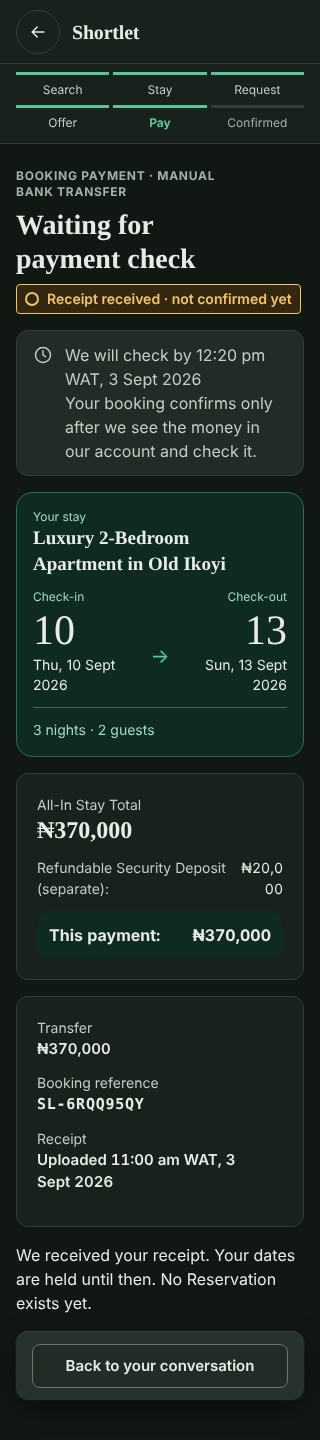 Shortlet
Search
Stay
Request
Offer
Pay
Confirmed
BOOKING PAYMENT · MANUAL
BANK TRANSFER
Waiting for
payment check
Receipt received · not confirmed yet
We will check by 12:20 pm
WAT, 3 Sept 2026
Your booking confirms only
after we see the money in
our account and check it.
Your stay
Luxury 2-Bedroom
Apartment in Old Ikoyi
Check-in
Check-out
10
13
Thu, 10 Sept
2026
→
Sun, 13 Sept
2026
3 nights · 2 guests
All-In Stay Total
₦370,000
Refundable Security Deposit
(separate):
₦20,0
00
This payment:
₦370,000
Transfer
₦370,000
Booking reference
SL-6RQQ95QY
Receipt
Uploaded 11:00 am WAT, 3
Sept 2026
We received your receipt. Your dates
are held until then. No Reservation
exists yet.
Back to your conversation